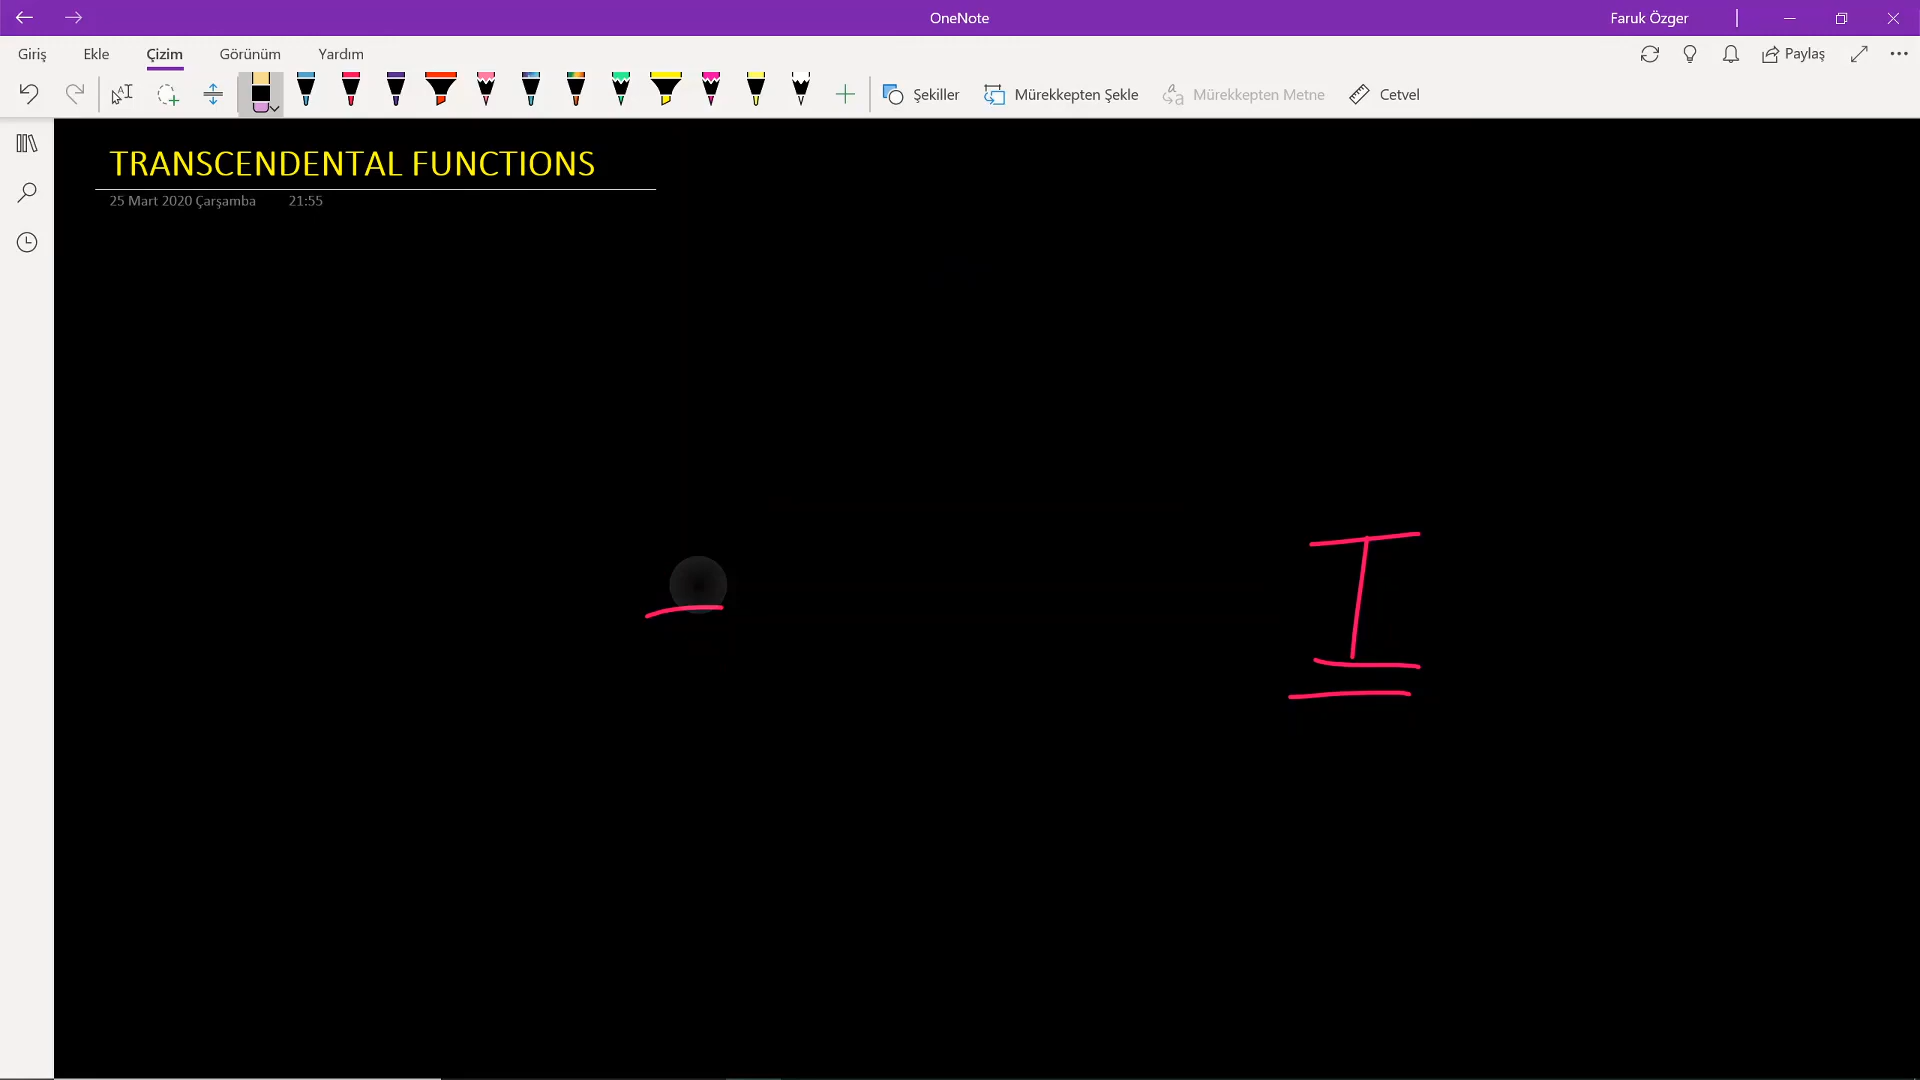 OneNote
Faruk Özger
Giriş Ekle Çizim Görünüm Yardım
Paylaş
Şekiller Mürekkepten Şekle Mürekkepten Metne Cetvel
TRANSCENDENTAL FUNCTIONS
25 Mart 2020 Çarşamba 21:55
I